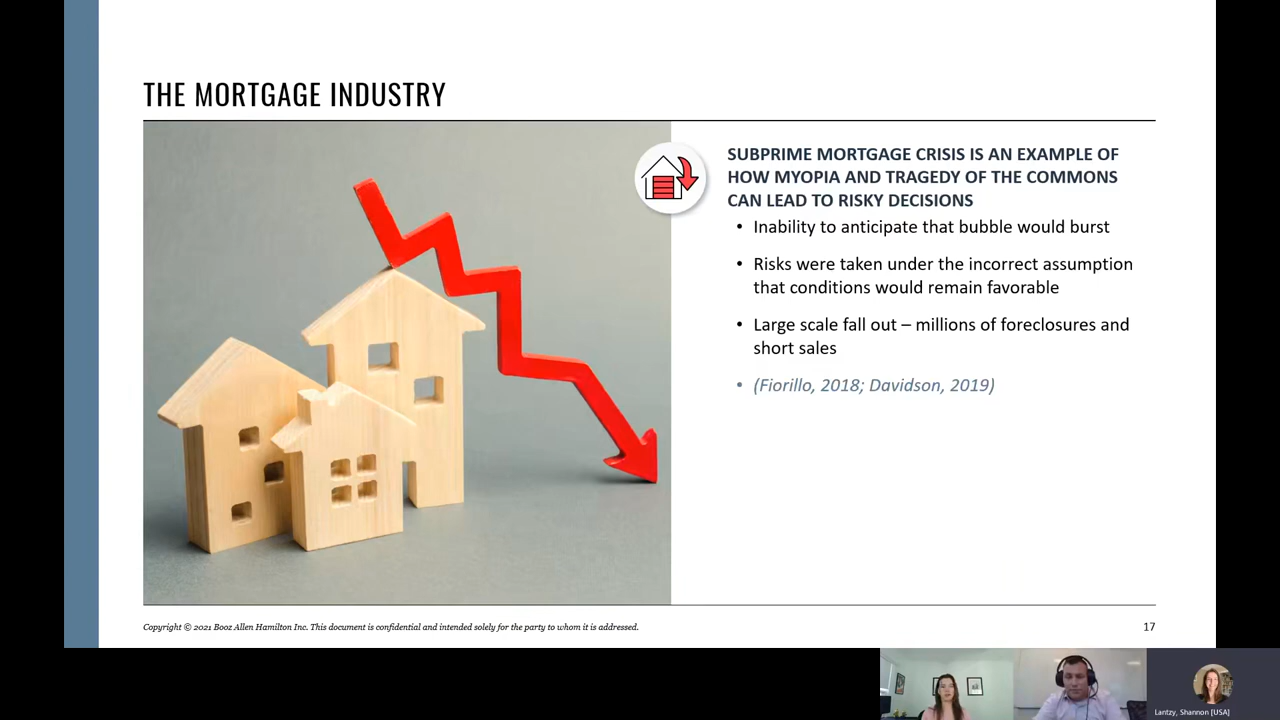 THE MORTGAGE INDUSTRY
SUBPRIME MORTGAGE CRISIS IS AN EXAMPLE OF
HOW MYOPIA AND TRAGEDY OF THE COMMONS
CAN LEAD TO RISKY DECISIONS
• Inability to anticipate that bubble would burst
• Risks were taken under the incorrect assumption
that conditions would remain favorable
• Large scale fall out – millions of foreclosures and
short sales
• (Fiorillo, 2018; Davidson, 2019)
Copyright © 2021 Booz Allen Hamilton Inc. This document is confidential and intended solely for the party to whom it is addressed.
17
Lantzy, Shannon [USA]